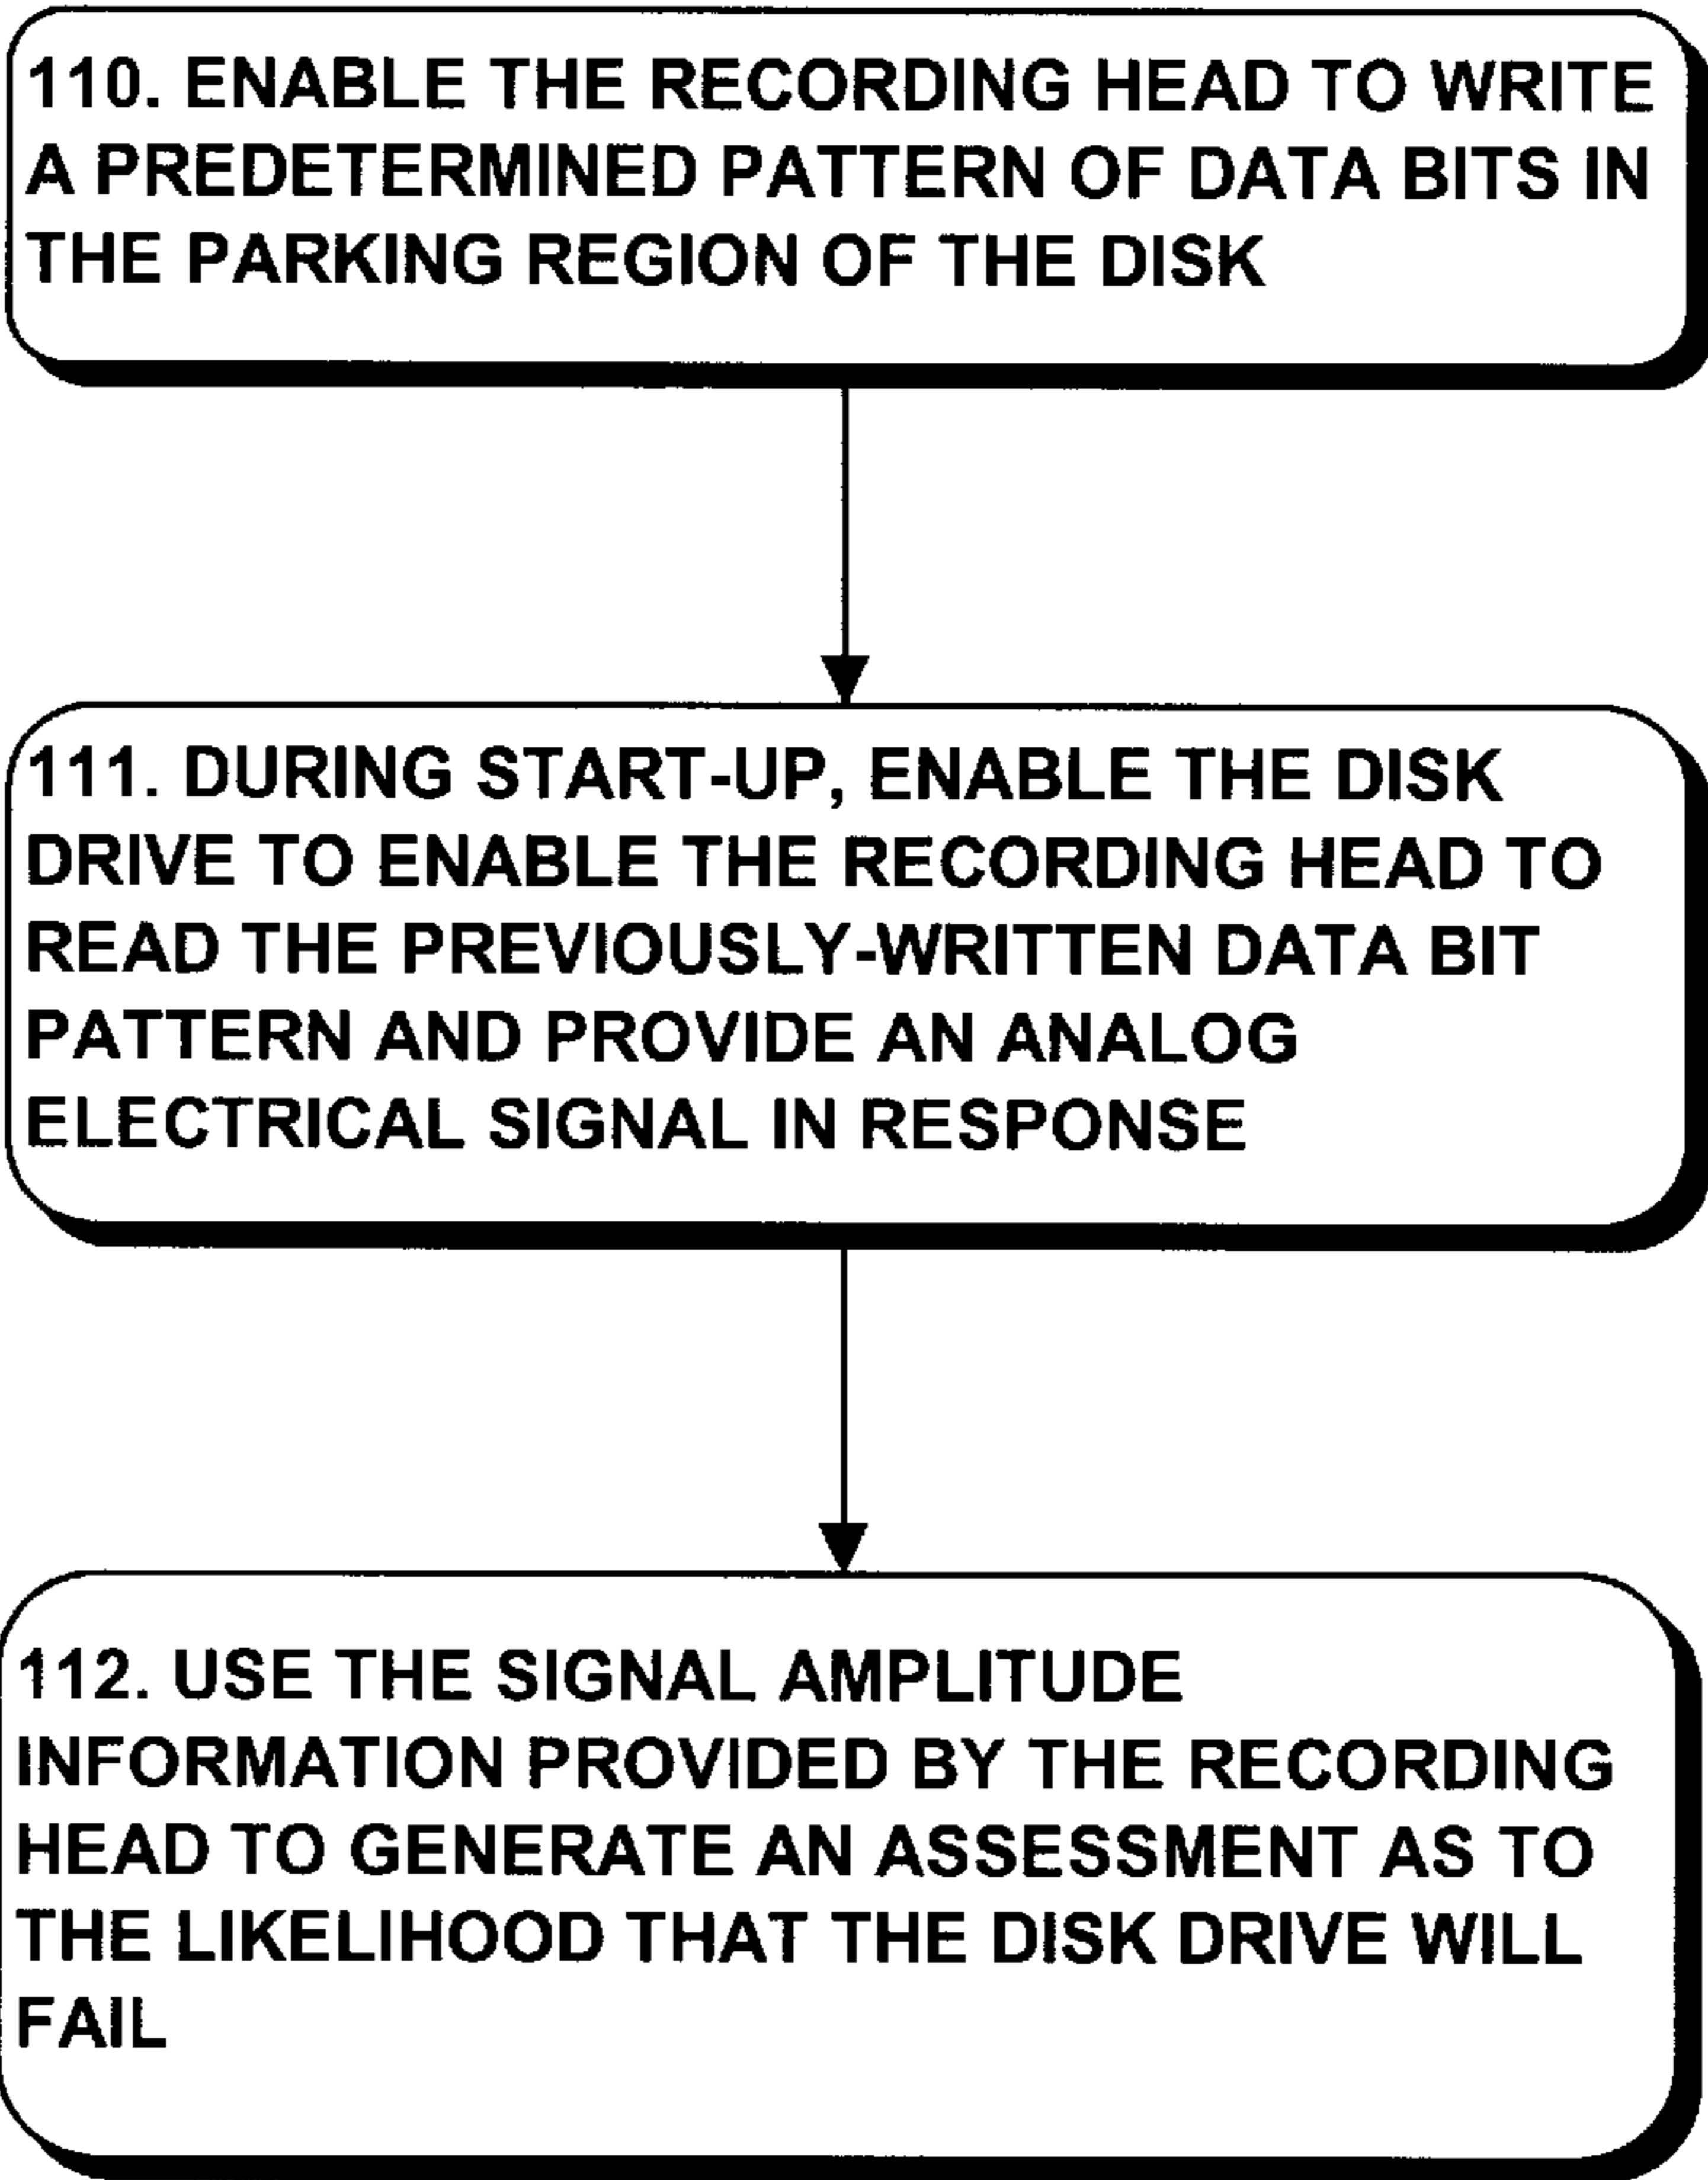 110. ENABLE THE RECORDING HEAD TO WRITE
A PREDETERMINED PATTERN OF DATA BITS IN
THE PARKING REGION OF THE DISK
111. DURING START-UP, ENABLE THE DISK
DRIVE TO ENABLE THE RECORDING HEAD TO
READ THE PREVIOUSLY-WRITTEN DATA BIT
PATTERN AND PROVIDE AN ANALOG
ELECTRICAL SIGNAL IN RESPONSE
112. USE THE SIGNAL AMPLITUDE
INFORMATION PROVIDED BY THE RECORDING
HEAD TO GENERATE AN ASSESSMENT AS TO
THE LIKELIHOOD THAT THE DISK DRIVE WILL
FAIL